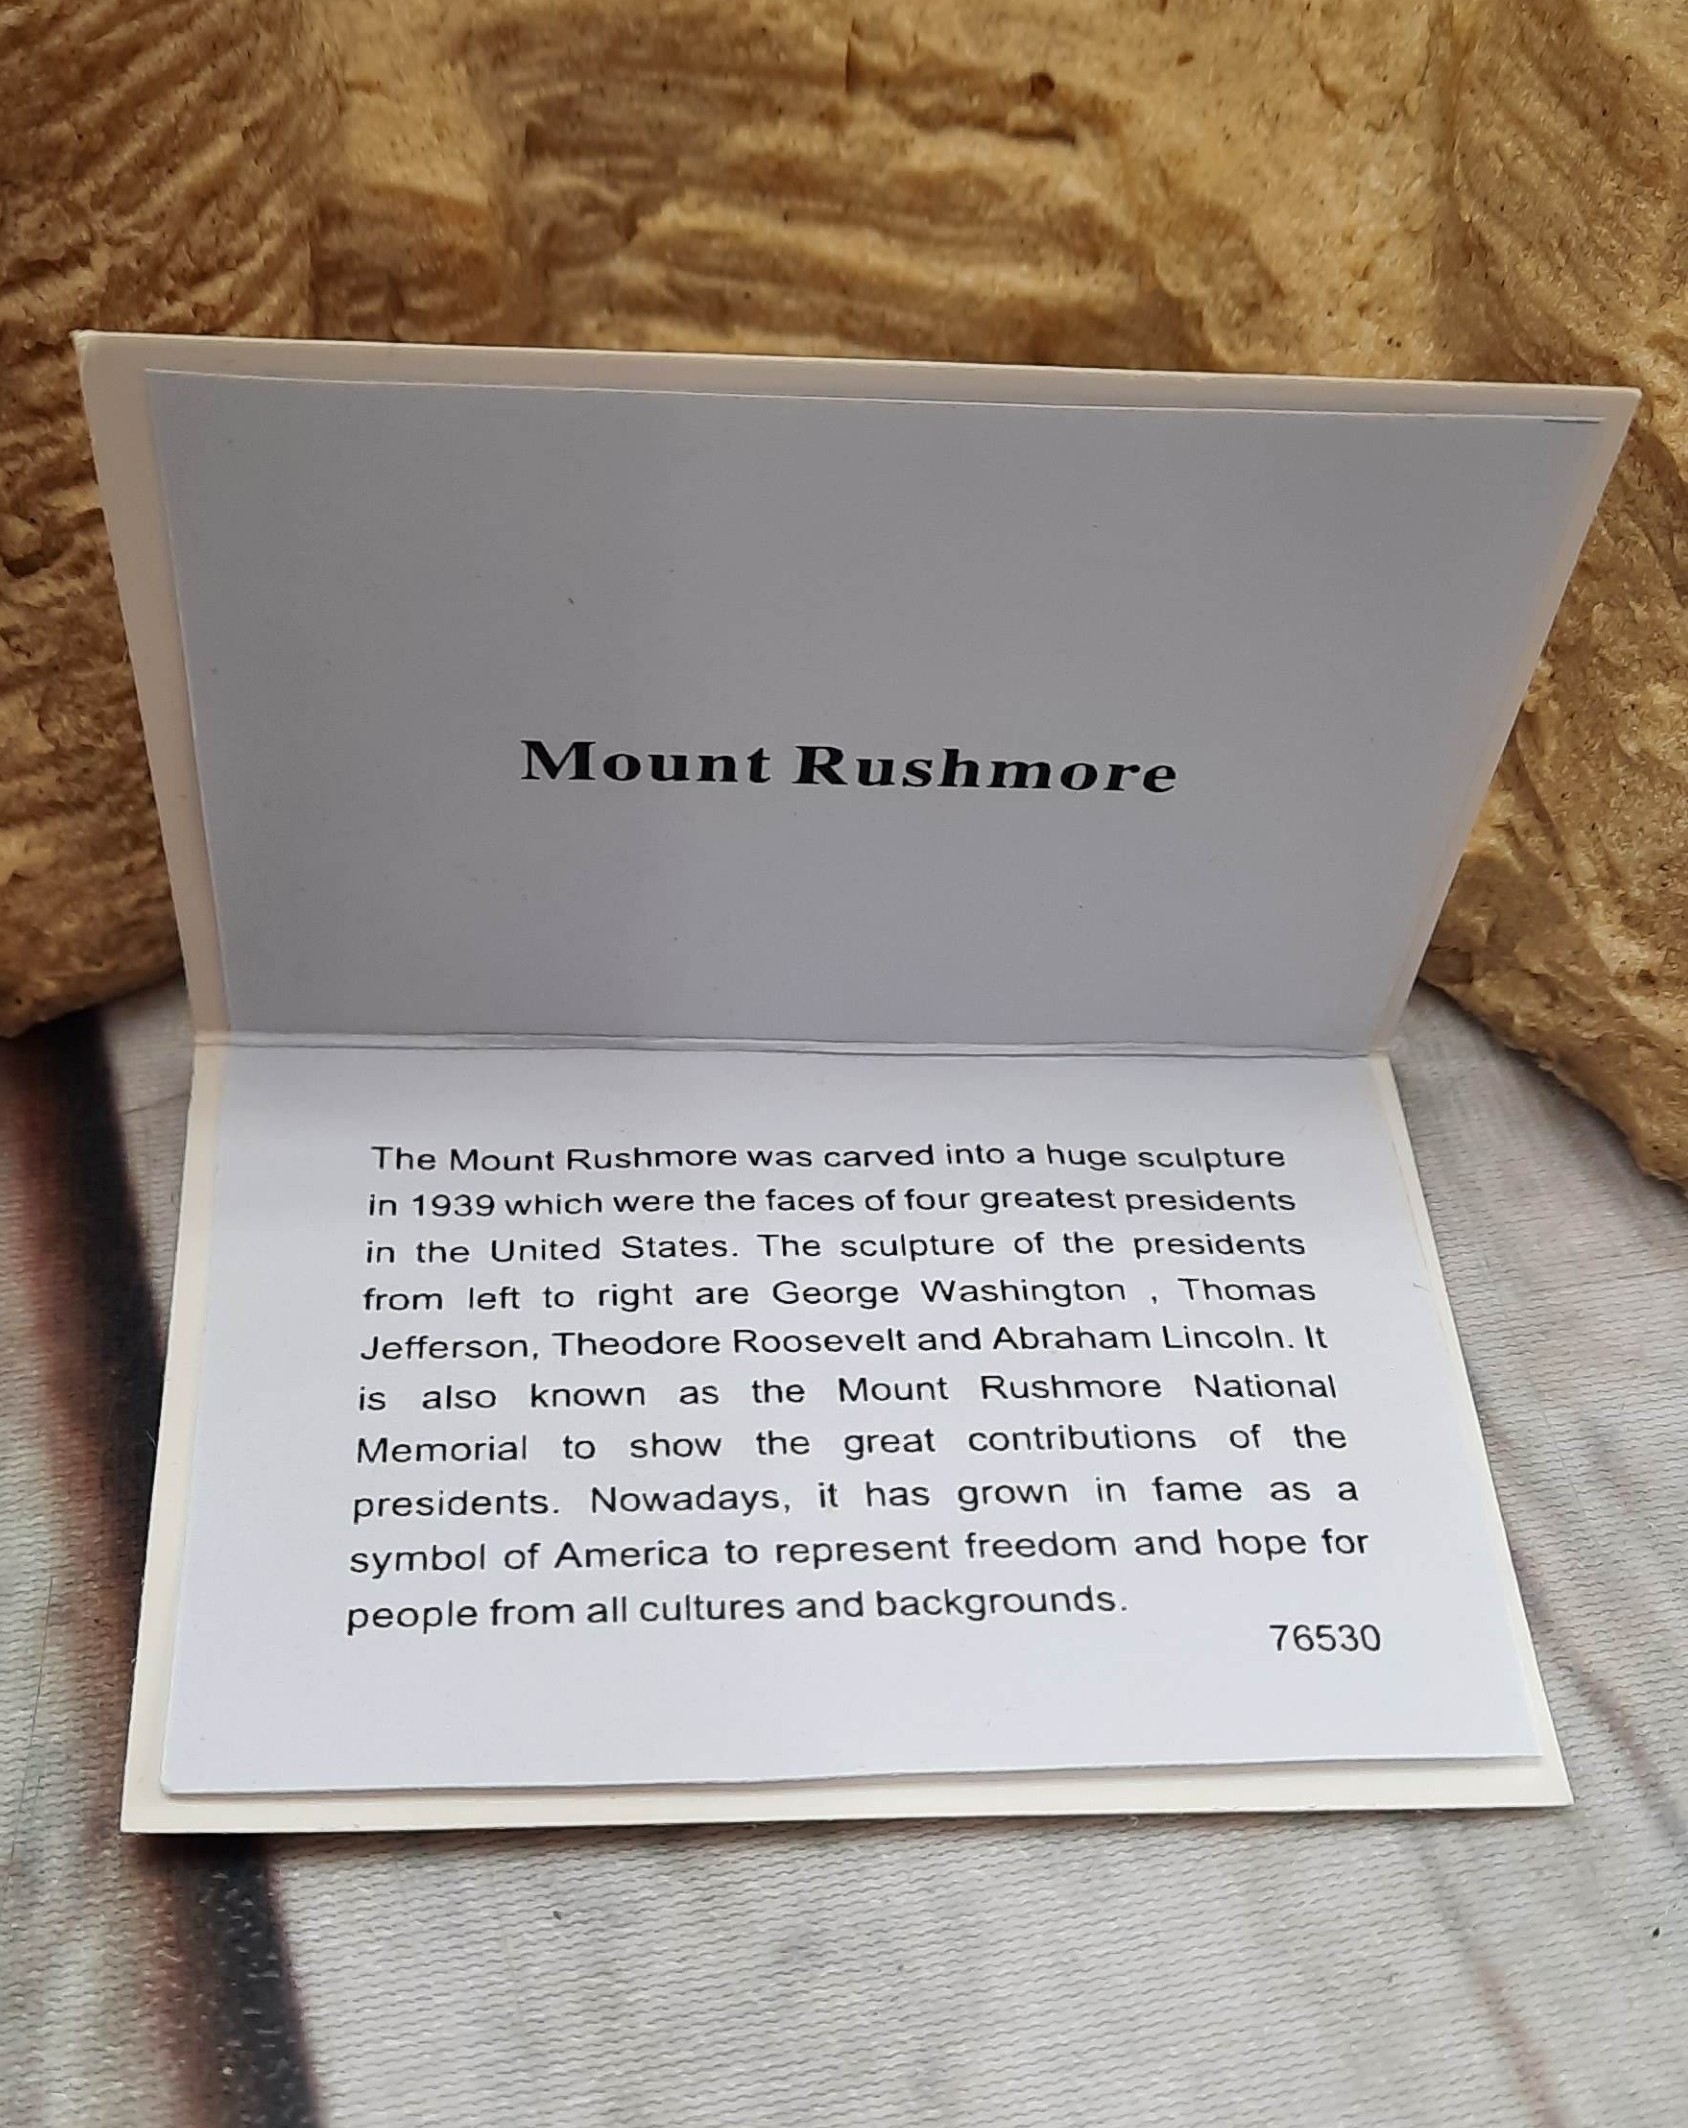 Mount Rushmore
The Mount Rushmore was carved into a huge sculpture
in 1939 which were the faces of four greatest presidents
in the United States. The sculpture of the presidents
from left to right are George Washington , Thomas
Jefferson, Theodore Roosevelt and Abraham Lincoln. It
is also known as the Mount Rushmore National
Memorial to show the great contributions of the
presidents. Nowadays, it has grown in fame as a
symbol of America to represent freedom and hope for
people from all cultures and backgrounds.
76530